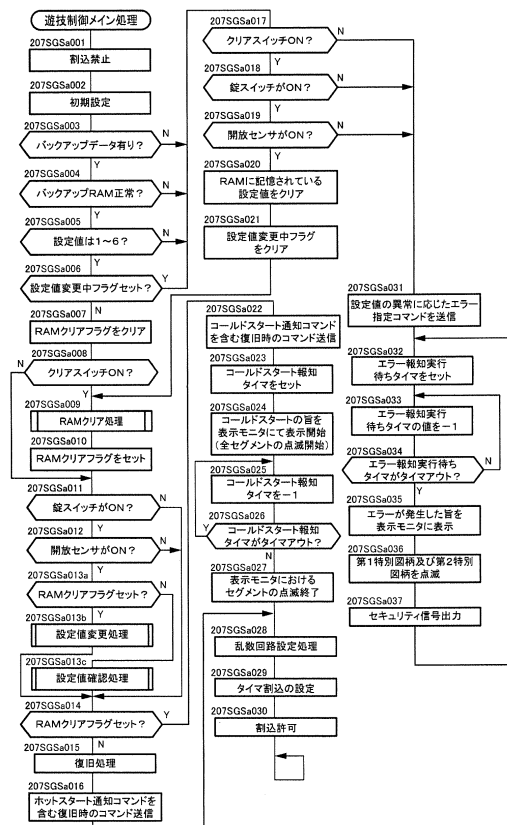 遊技制御メイン処理
207SGSa001
割込禁止
207SGSa002
初期設定
207SGSa003
バックアップデータ有り?
N
Y
207SGSa004
バックアップRAM正常?
N
Y
207SGSa005
設定値は1～6?
N
Y
207SGSa006
設定値変更中フラグセット?
Y
N
207SGSa007
RAMクリアフラグをクリア
207SGSa008
クリアスイッチON?
N
Y
207SGSa009
RAMクリア処理
207SGSa010
RAMクリアフラグをセット
207SGSa011
錠スイッチがON?
N
Y
207SGSa012
開放センサがON?
N
Y
207SGSa013a
RAMクリアフラグセット?
N
Y
207SGSa013b
設定値変更処理
207SGSa013c
設定値確認処理
207SGSa014
RAMクリアフラグセット?
Y
N
207SGSa015
復旧処理
207SGSa016
ホットスタート通知コマンドを
含む復旧時のコマンド送信
207SGSa017
クリアスイッチON?
N
Y
207SGSa018
錠スイッチがON?
N
Y
207SGSa019
開放センサがON?
N
Y
207SGSa020
RAMに記憶されている
設定値をクリア
207SGSa021
設定値変更中フラグ
をクリア
207SGSa022
コールドスタート通知コマンド
を含む復旧時のコマンド送信
207SGSa023
コールドスタート報知
タイマをセット
207SGSa024
コールドスタートの旨を
表示モニタにて表示開始
(全セグメントの点滅開始)
207SGSa025
コールドスタート報知
タイマを－1
207SGSa026
コールドスタート報知
タイマがタイムアウト?
Y
N
207SGSa027
表示モニタにおける
セグメントの点滅終了
207SGSa028
乱数回路設定処理
207SGSa029
タイマ割込の設定
207SGSa030
割込許可
207SGSa031
設定値の異常に応じたエラー
指定コマンドを送信
207SGSa032
エラー報知実行
待ちタイマをセット
207SGSa033
エラー報知実行
待ちタイマの値を－1
207SGSa034
エラー報知実行待ち
タイマがタイムアウト?
N
Y
207SGSa035
エラーが発生した旨を
表示モニタに表示
207SGSa036
第1特別図柄及び第2特別
図柄を点滅
207SGSa037
セキュリティ信号出力